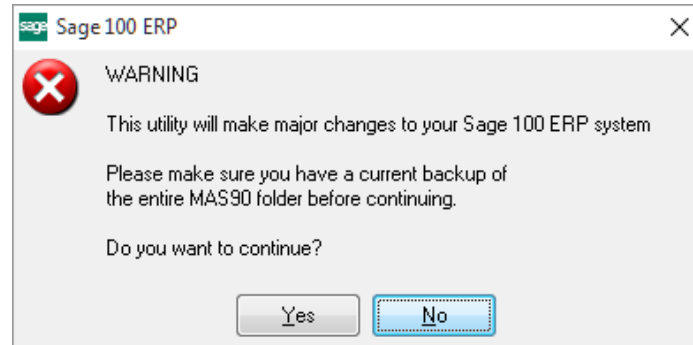 sage Sage 100 ERP
WARNING
This utility will make major changes to your Sage 100 ERP system
Please make sure you have a current backup of
the entire MAS90 folder before continuing.
Do you want to continue?
Yes No